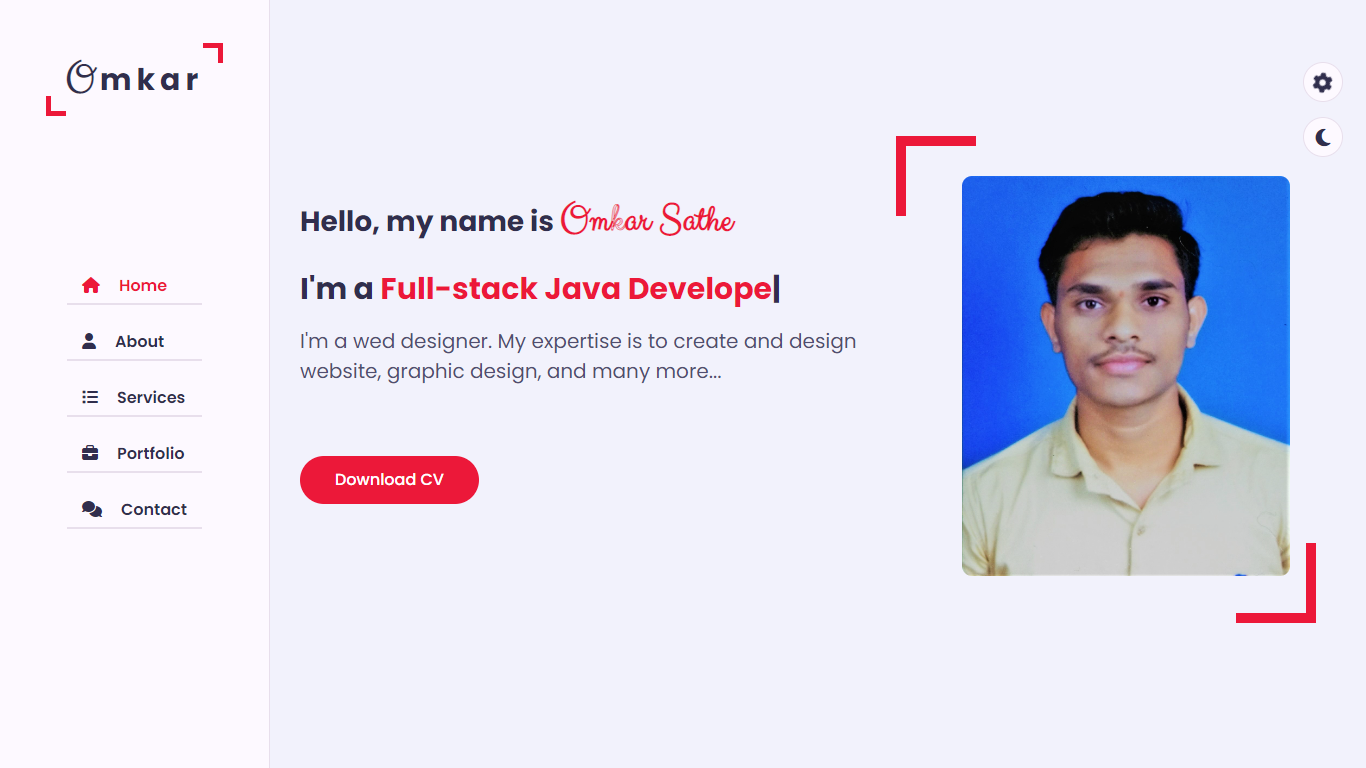 Omkar
Home
About
Services
Portfolio
Contact
Hello, my name is Omkar Sathe
I'm a Full-stack Java Develope|
I'm a wed designer. My expertise is to create and design
website, graphic design, and many more...
Download CV